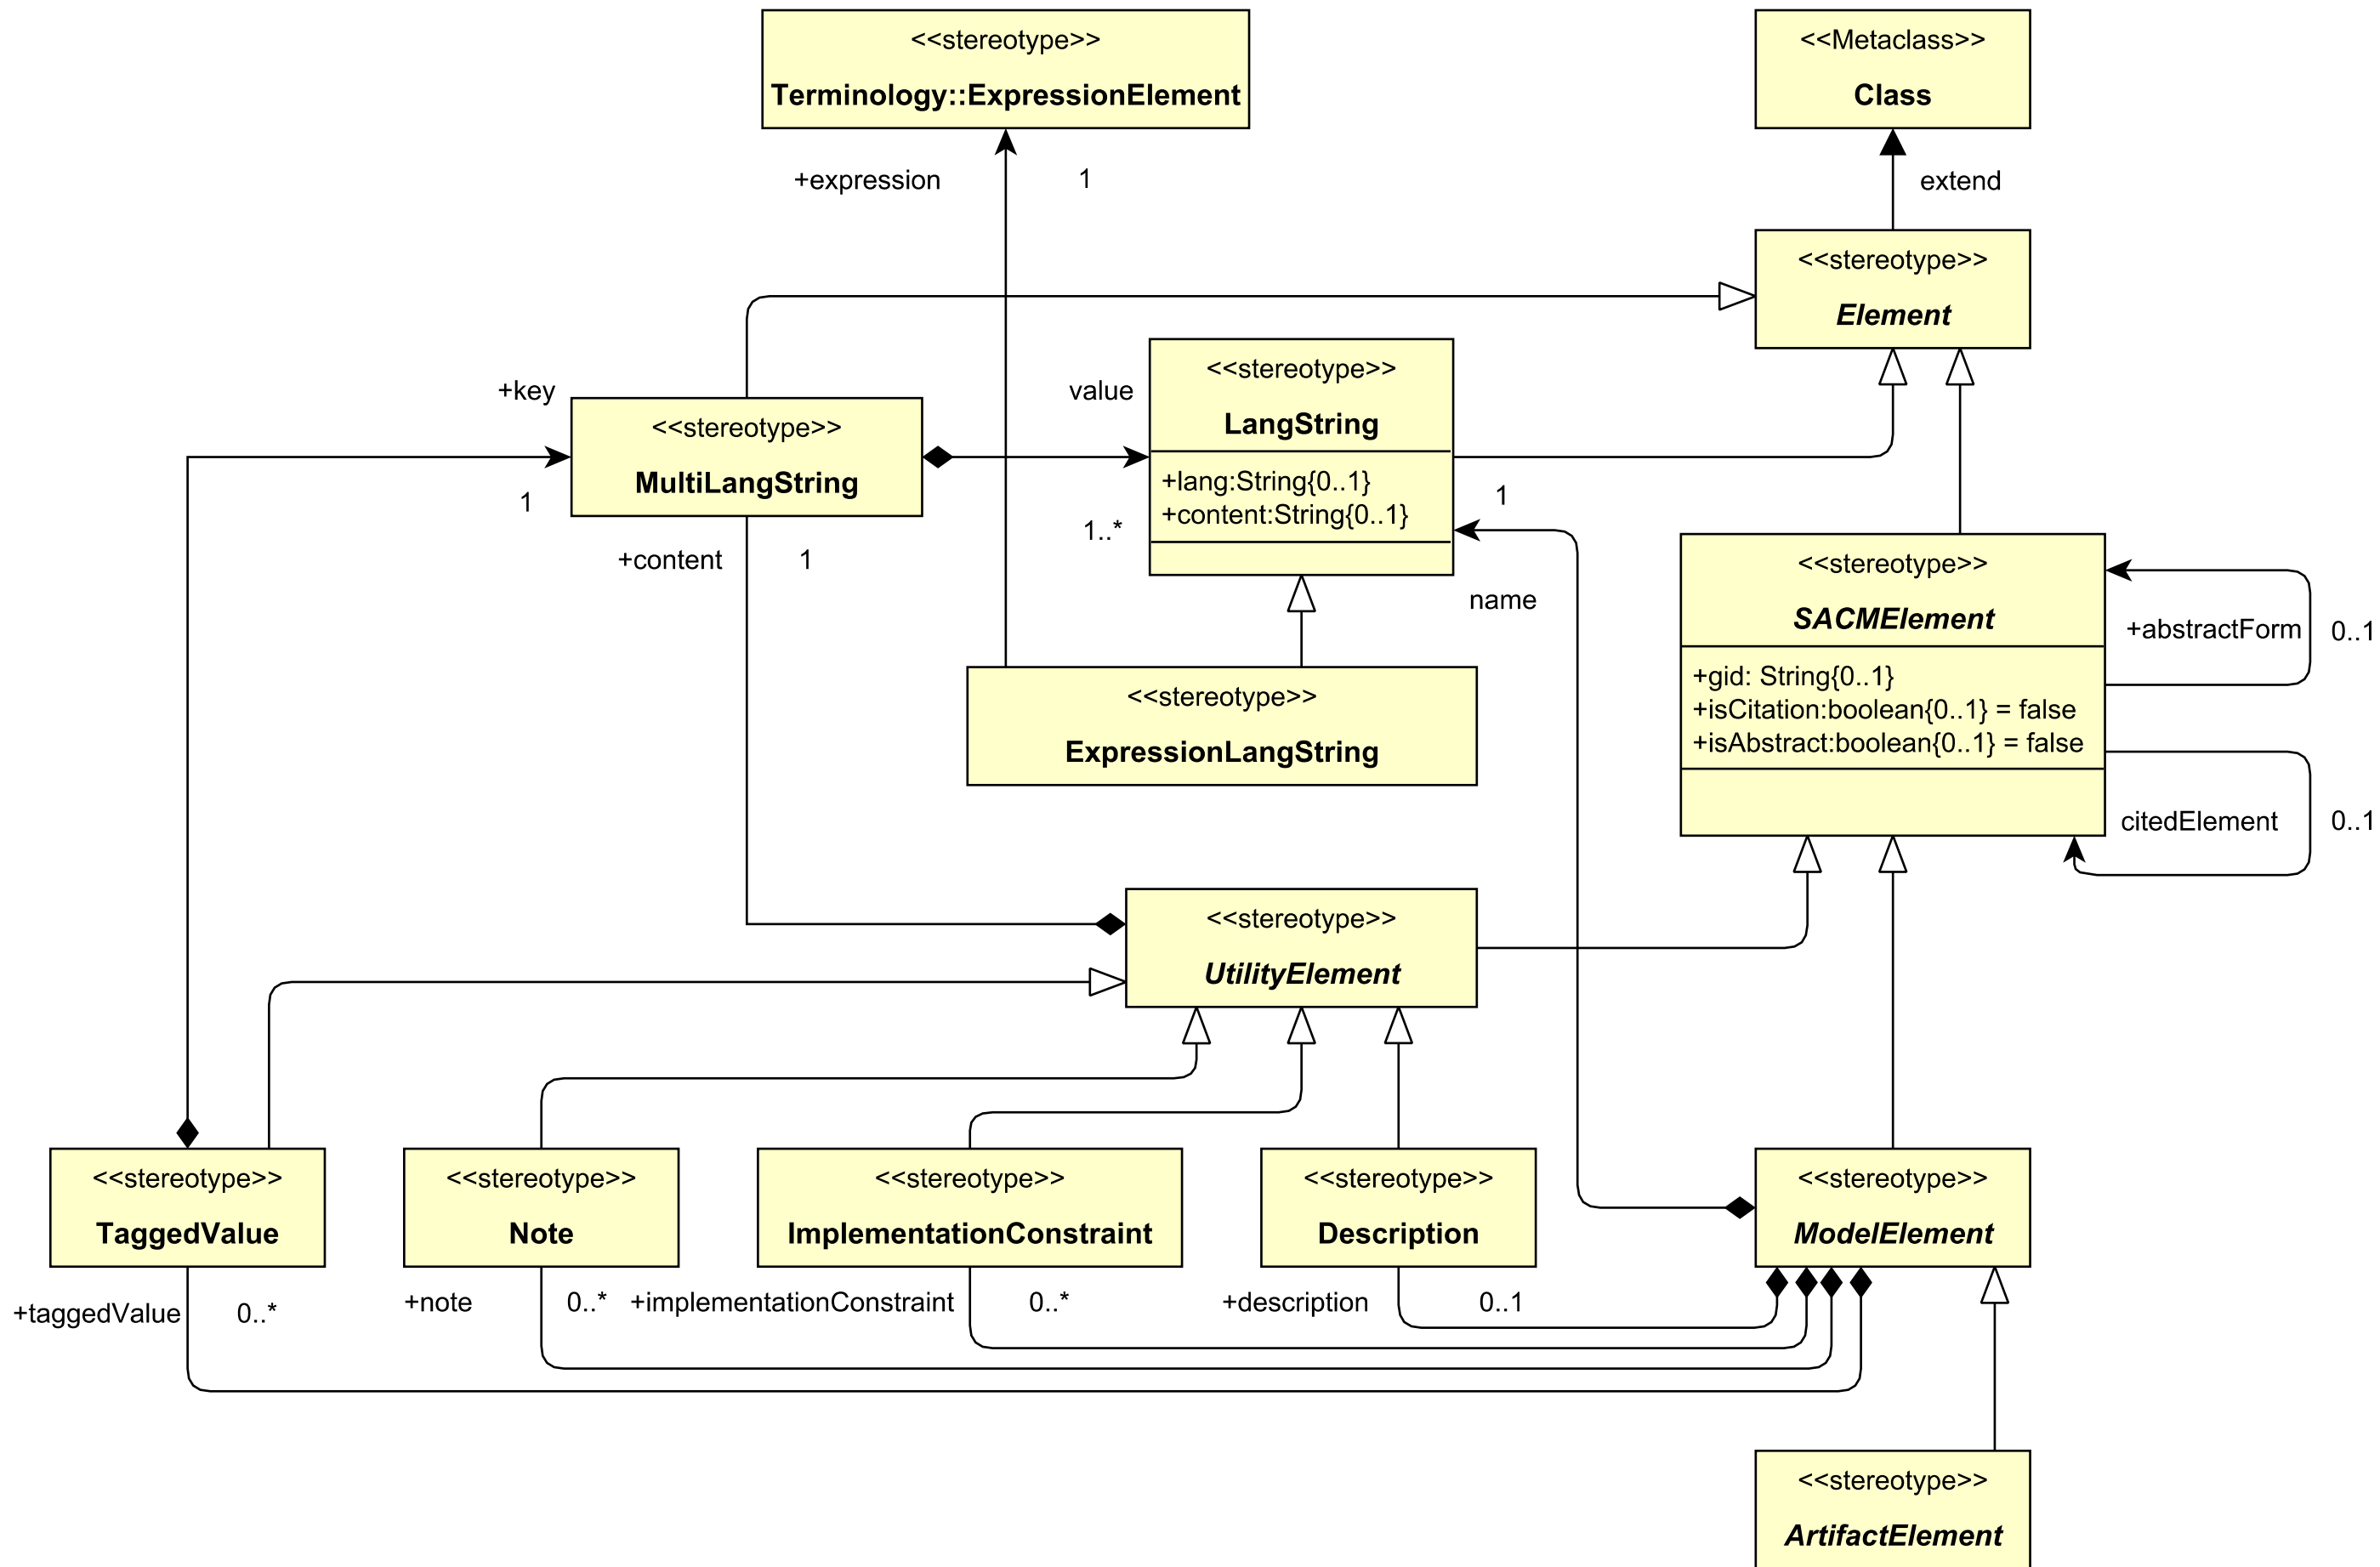 <<stereotype>>
Terminology::ExpressionElement
<<Metaclass>>
Class
+expression
1
extend
<<stereotype>>
Element
+key
value
<<stereotype>>
LangString
+lang:String{0..1}
+content:String{0..1}
<<stereotype>>
MultiLangString
1
1..*
1
+content
1
name
<<stereotype>>
SACMElement
+gid: String{0..1}
+isCitation:boolean{0..1} = false
+isAbstract:boolean{0..1} = false
+abstractForm
0..1
<<stereotype>>
ExpressionLangString
citedElement
0..1
<<stereotype>>
UtilityElement
<<stereotype>>
TaggedValue
<<stereotype>>
Note
<<stereotype>>
ImplementationConstraint
<<stereotype>>
Description
<<stereotype>>
ModelElement
+taggedValue
0..*
+note
0..*
+implementationConstraint
0..*
+description
0..1
<<stereotype>>
ArtifactElement